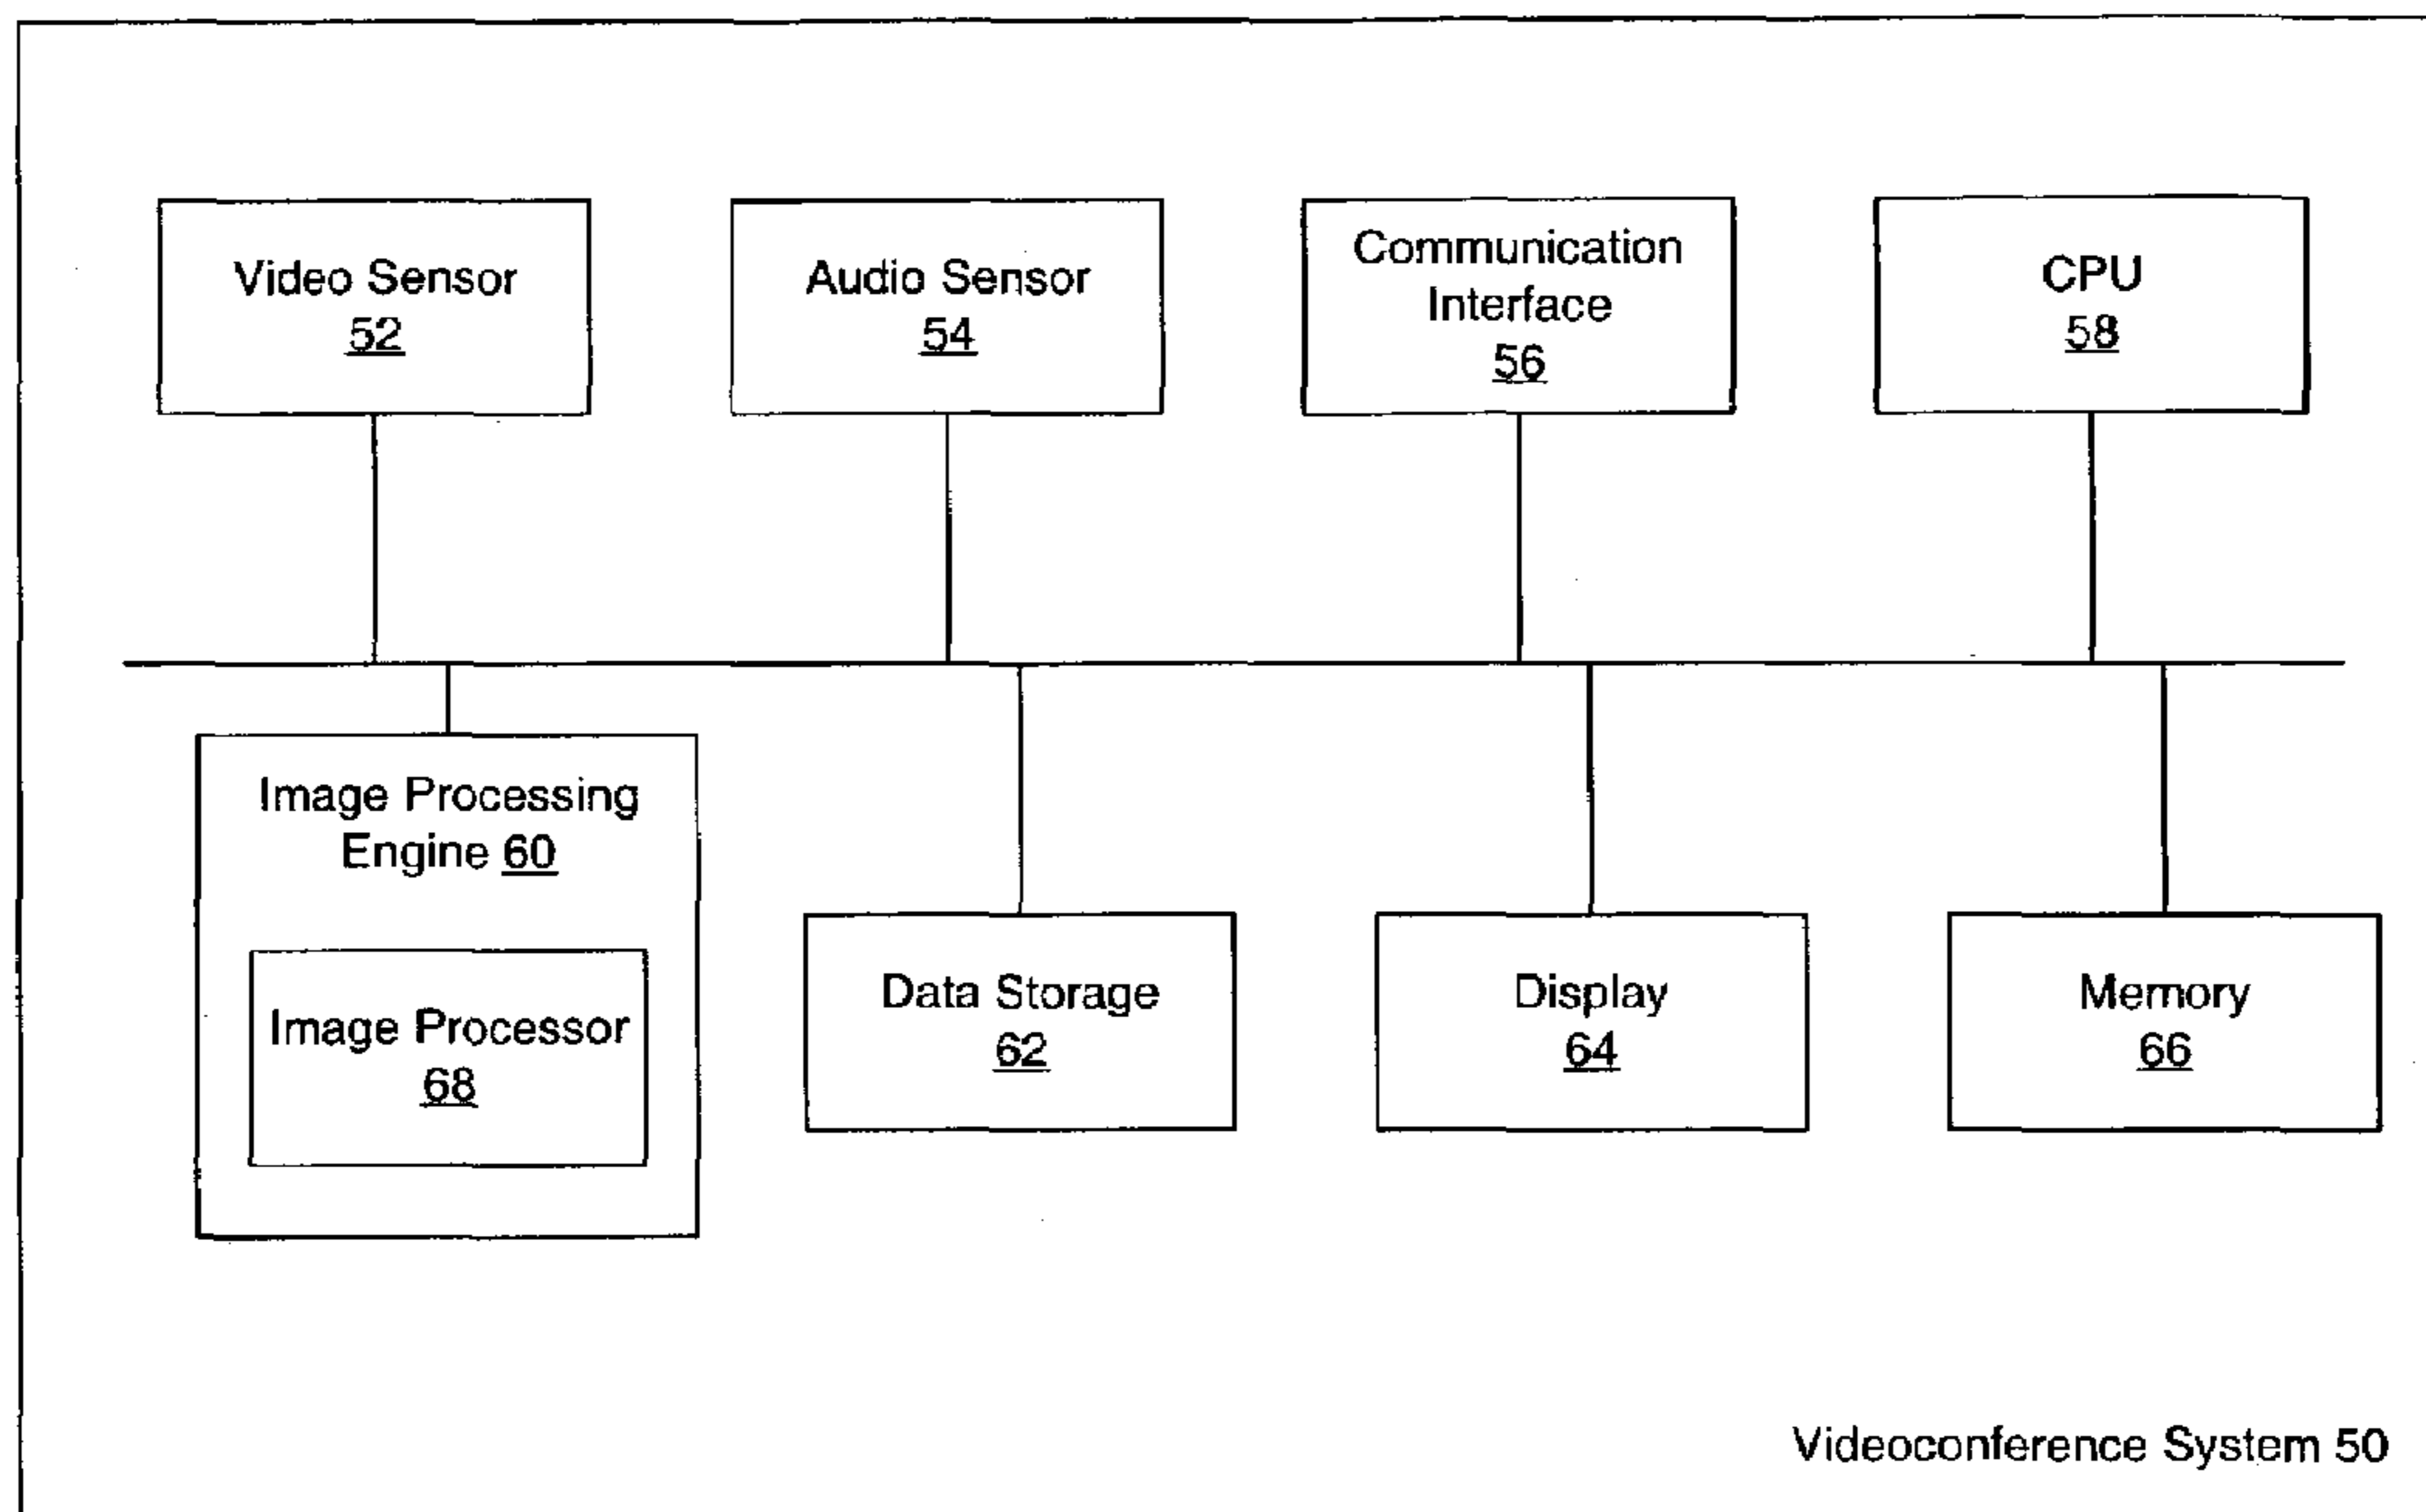 Video Sensor
52
Audio Sensor
54
Communication
Interface
56
CPU
58
Image Processing
Engine 60
Image Processor
68
Data Storage
62
Display
64
Memory
66
Videoconference System 50